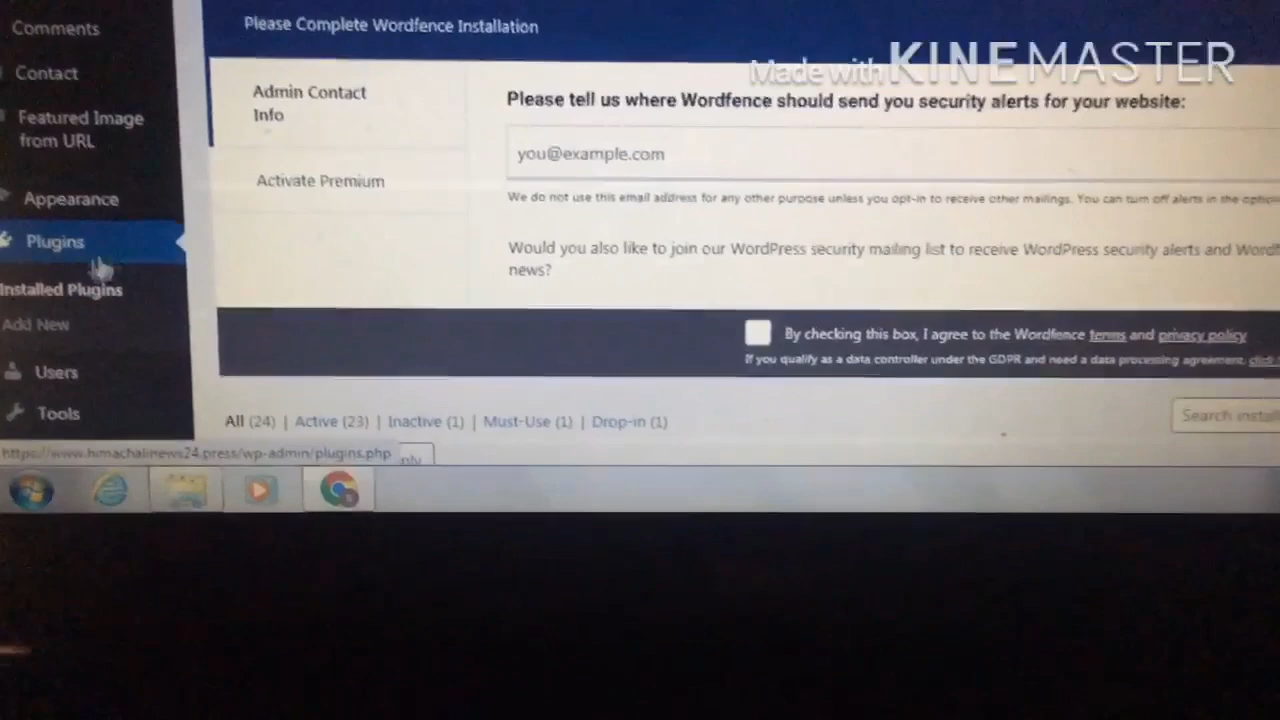 Comments
Contact
Featured Image
from URL
Appearance
Plugins
Installed Plugins
Add New
Users
Tools
Please Complete Wordfence Installation
Made with KINEMASTER
Admin Contact
Info
Activate Premium
Please tell us where Wordfence should send you security alerts for your website:
you@example.com
We do not use this email address for any other purpose unless you opt-in to receive other mailings. You can turn off alerts in the
Would you also like to join our WordPress security mailing list to receive WordPress security alerts and
news?
By checking this box, I agree to the Wordfence terms and privacy policy
If you qualify as a data controller under the GDPR and need a data processing agreement,
All (24) | Active (23) | Inactive (1) | Must-Use (1) | Drop-in (1)
Search
https://www.himachalinews24.press/wp-admin/plugins.php